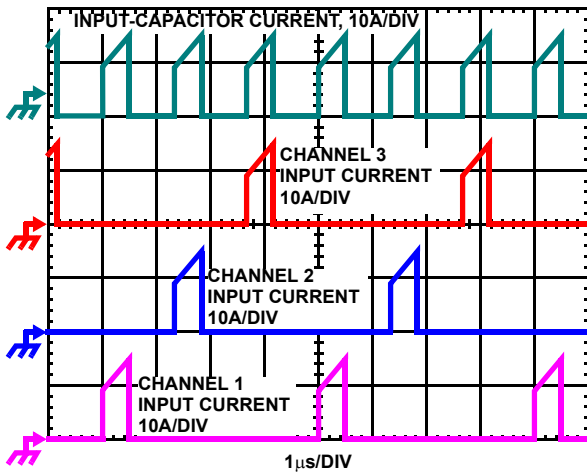 INPUT-CAPACITOR CURRENT, 10A/DIV
CHANNEL 3
INPUT CURRENT
10A/DIV
CHANNEL 2
INPUT CURRENT
10A/DIV
CHANNEL 1
INPUT CURRENT
10A/DIV
1μs/DIV